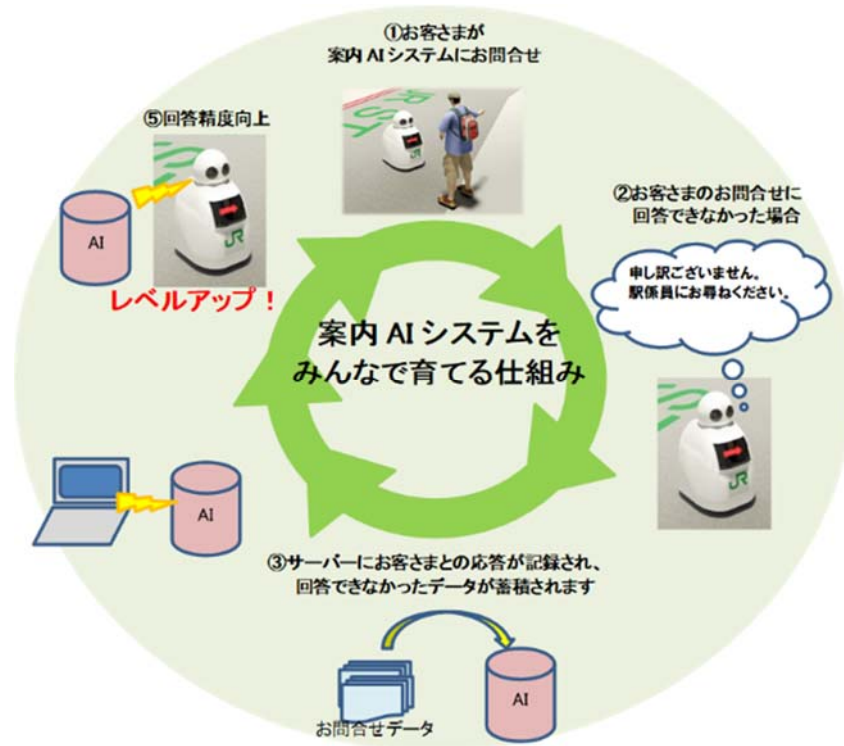 ①お客さまが
案内AIシステムにお問合せ
②お客さまのお問合せに
回答できなかった場合
申し訳ございません。
駅係員にお尋ねください。
JR
③サーバーにお客さまとの応答が記録され、
回答できなかったデータが蓄積されます
お問合せデータ
AI
AI
⑤回答精度向上
AI
JR
レベルアップ！
案内AIシステムを
みんなで育てる仕組み